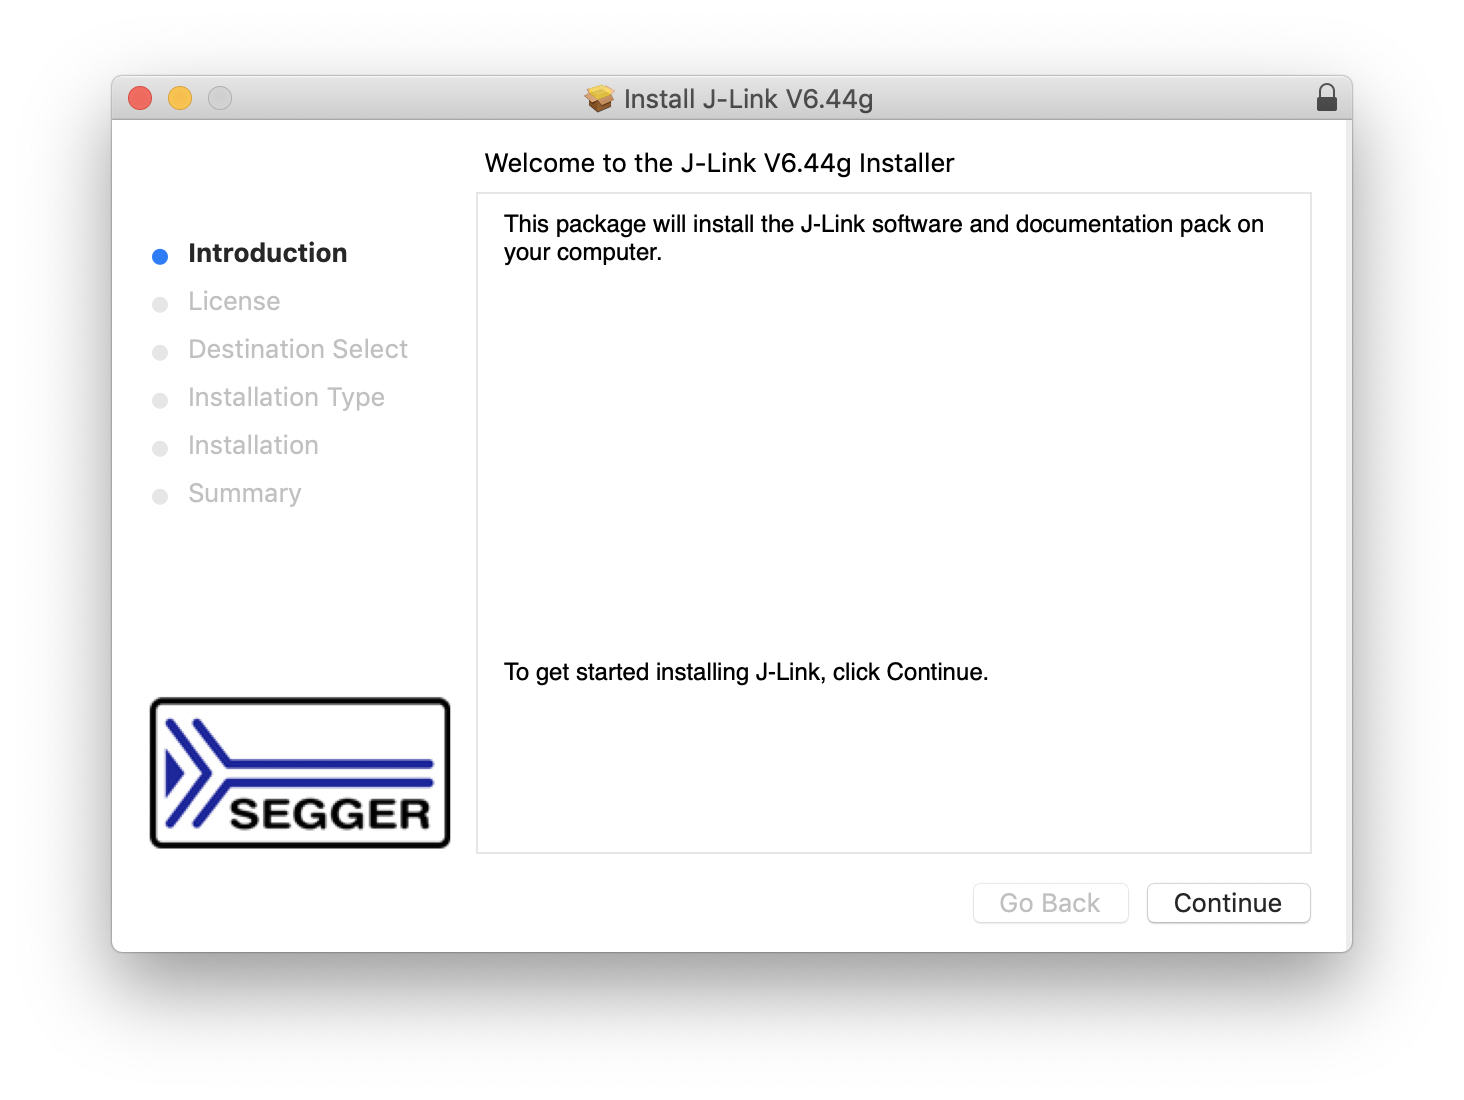 Install J-Link V6.44g
Welcome to the J-Link V6.44g Installer
Introduction
License
Destination Select
Installation Type
Installation
Summary
This package will install the J-Link software and documentation pack on
your computer.
To get started installing J-Link, click Continue.
SEGGER
Go Back
Continue